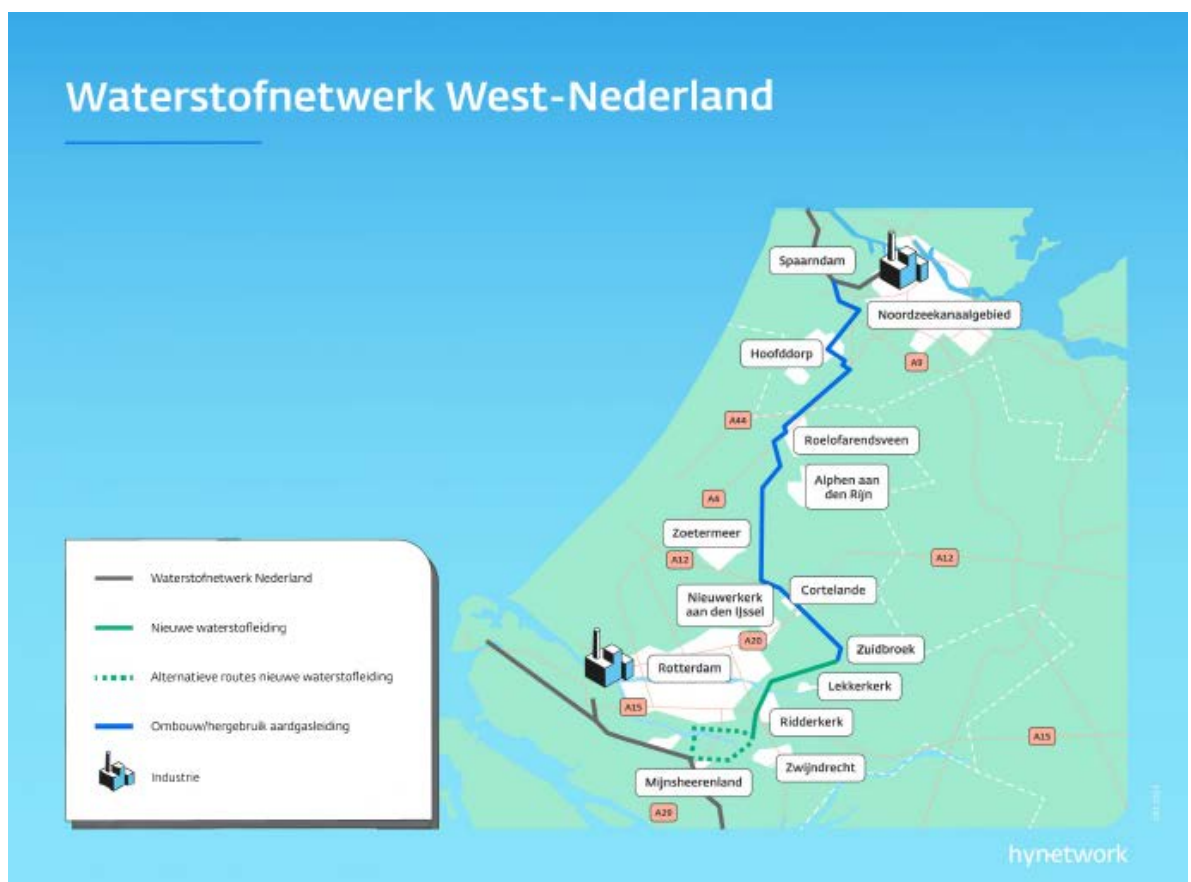 Waterstofnetwerk West-Nederland
Spaarndam
Noordzeekanaalgebied
Hoofddorp
A9
A44
Roelofarendsveen
Alphen aan
den Rijn
A4
Zoetermeer
A12
A12
Cortelande
Nieuwerkerk
aan den IJssel
A20
Zuidbroek
Rotterdam
Lekkerkerk
A15
Ridderkerk
A15
Zwijndrecht
Mijnsheerenland
A29
Waterstofnetwerk Nederland
Nieuwe waterstofleiding
Alternatieve routes nieuwe waterstofleiding
Ombouw/hergebruik aardgasleiding
Industrie
hynetwork